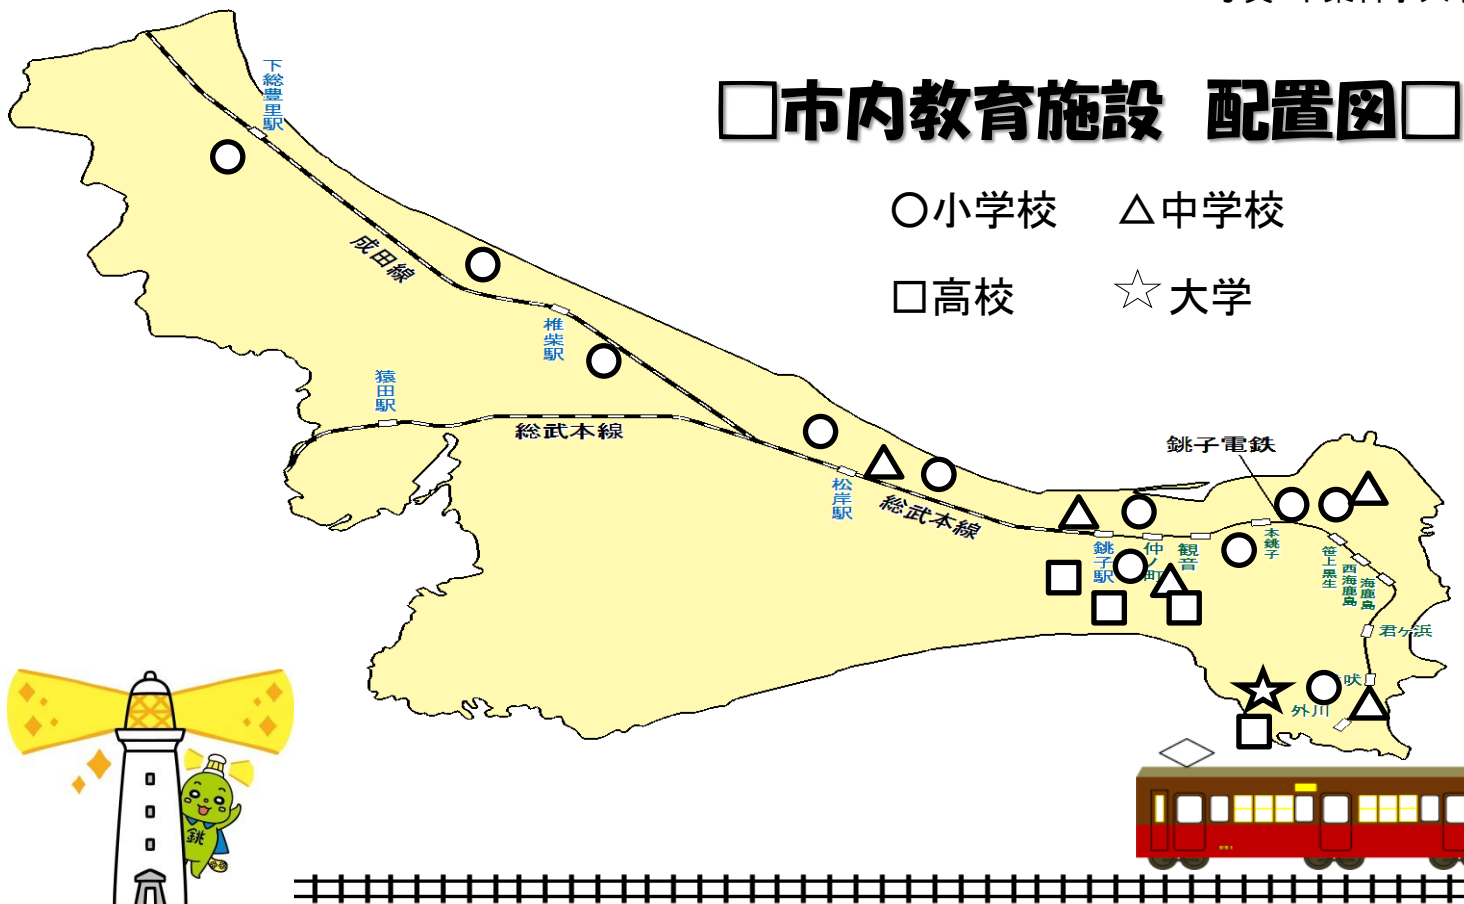 □市内教育施設 配置図□
○小学校 △中学校
□高校 ☆大学
下総豊里駅
成田線
椎柴駅
猿田駅
総武本線
松岸駅
総武本線
銚子電鉄
銚子駅
仲ノ町
観音
本銚子
笹上黒生
西海鹿島
海鹿島
君ヶ浜
吠
外川
銚